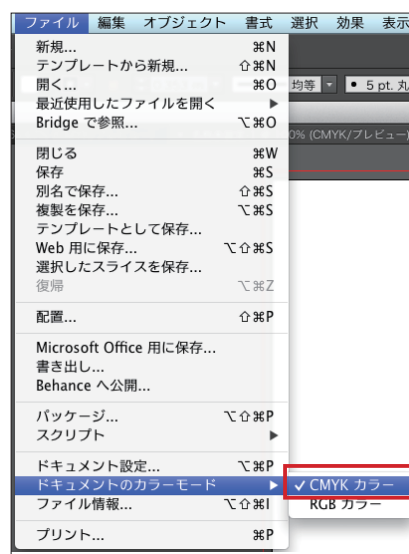 ファイル 編集 オブジェクト 書式 選択 効果 表示
新規... ⌘N
テンプレートから新規... ⇧⌘N
開く... ⌘O
最近使用したファイルを開く ▶
Bridge で参照... ⌥⌘O
均等 5 pt. 丸
0% (CMYK/プレビュー)
閉じる ⌘W
保存 ⌘S
別名で保存... ⇧⌘S
複製を保存... ⌥⌘S
テンプレートとして保存...
Web 用に保存... ⌥⇧⌘S
選択したスライスを保存...
復帰 ⌥⌘Z
配置... ⇧⌘P
Microsoft Office 用に保存...
書き出し...
Behance へ公開...
パッケージ... ⌥⇧⌘P
スクリプト ▶
ドキュメント設定... ⌥⌘P
ドキュメントのカラーモード ▶ ✓ CMYK カラー
ファイル情報... ⌥⇧⌘I RGB カラー
プリント... ⌘P